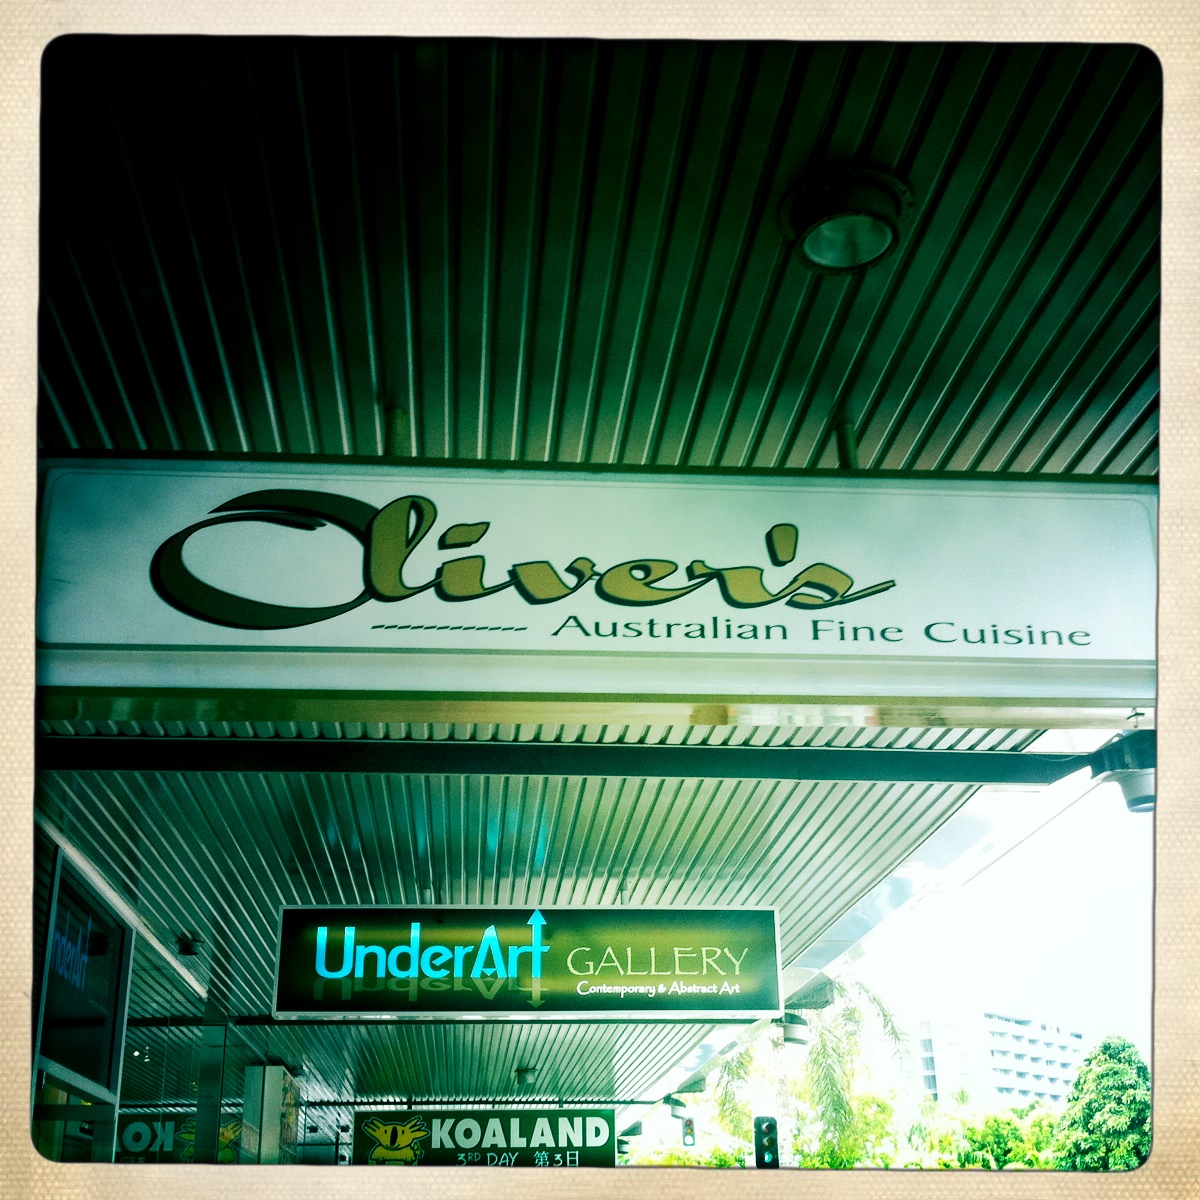 Oliver's
Australian Fine Cuisine
UnderArt GALLERY
Contemporary & Abstract Art
KOALAND
3RD DAY 第3日